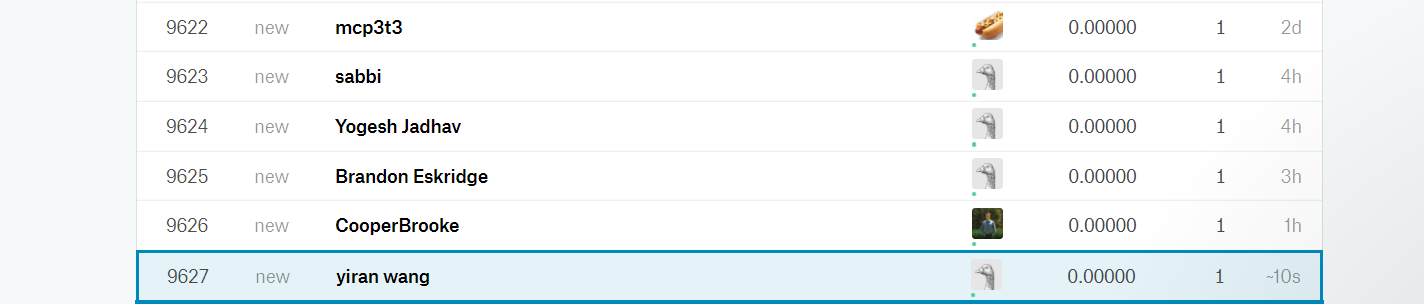 9622 new mcp3t3 0.00000 1 2d
9623 new sabbi 0.00000 1 4h
9624 new Yogesh Jadhav 0.00000 1 4h
9625 new Brandon Eskridge 0.00000 1 3h
9626 new CooperBrooke 0.00000 1 1h
9627 new yiran wang 0.00000 1 ~10s